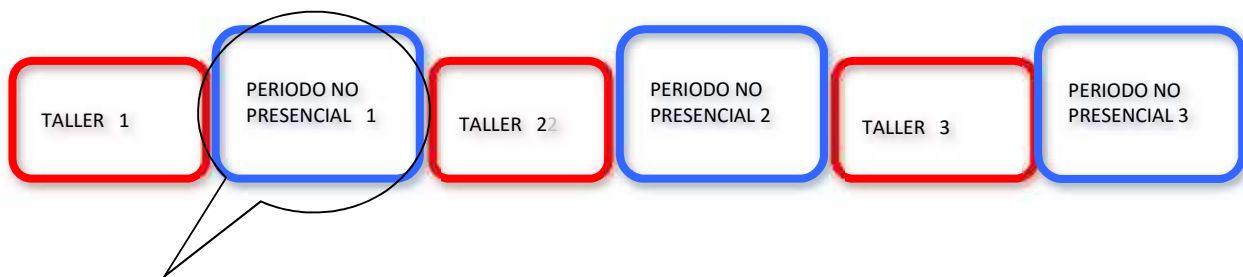 TALLER 1
PERIODO NO
PRESENCIAL 1
TALLER 22
PERIODO NO
PRESENCIAL 2
TALLER 3
PERIODO NO
PRESENCIAL 3